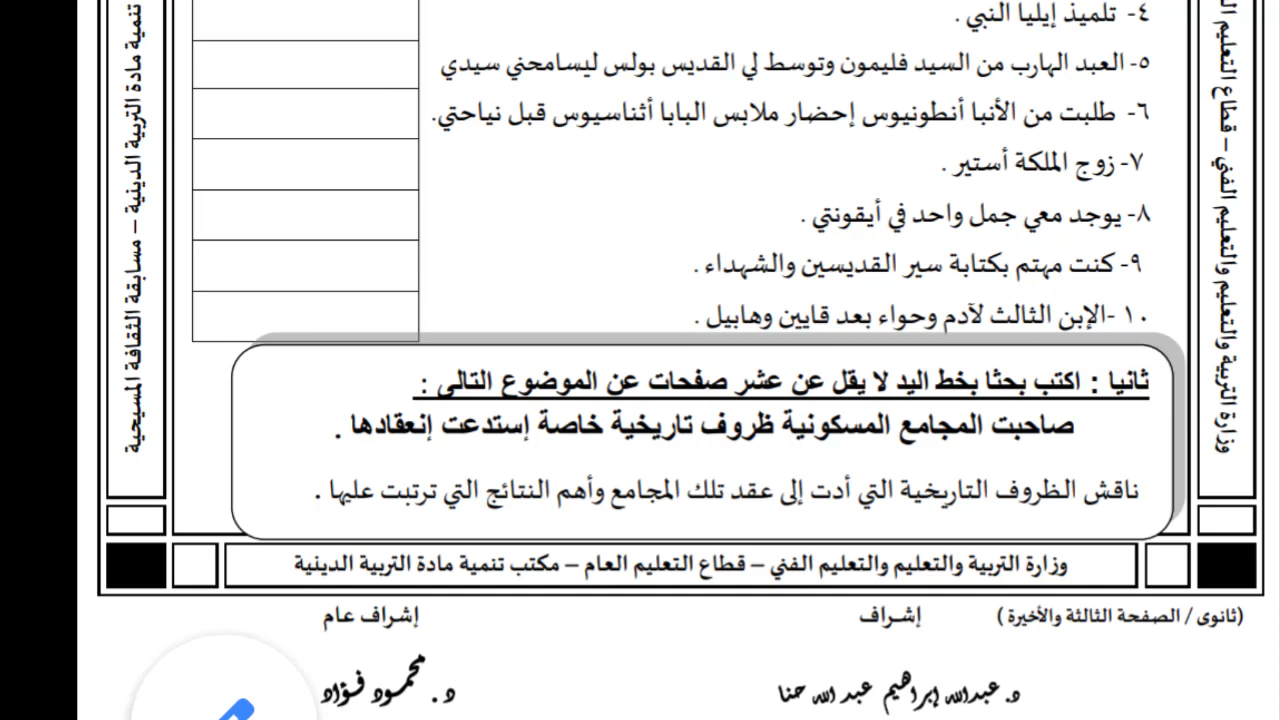 ٤- تلميذ إيليا النبي .
٥- العبد الهارب من السيد فليمون وتوسط لي القديس بولس ليسامحني سيدي
٦- طلبت من الأنبا أنطونيوس إحضار ملابس البابا أثناسيوس قبل نياحتي.
٧- زوج الملكة أستير .
٨- يوجد معي جمل واحد في أيقونتي .
٩- كنت مهتم بكتابة سير القديسين والشهداء .
١٠ -الإبن الثالث لآدم وحواء بعد قايين وهابيل .
ثانيا : اكتب بحثا بخط اليد لا يقل عن عشر صفحات عن الموضوع التالى :
صاحبت المجامع المسكونية ظروف تاريخية خاصة إستدعت إنعقادها .
ناقش الظروف التاريخية التي أدت إلى عقد تلك المجامع وأهم النتائج التي ترتبت عليها .
وزارة التربية والتعليم والتعليم الفني – قطاع التعليم العام – مكتب تنمية مادة التربية الدينية
(ثانوى / الصفحة الثالثة والأخيرة )
إشراف
إشراف عام
د. عبدالله إبراهيم عبد الله حنا
د. محمود فؤاد
وزارة التربية والتعليم والتعليم الفني – قطاع التعليم
تنمية مادة التربية الدينية – مسابقة الثقافة المسيحية